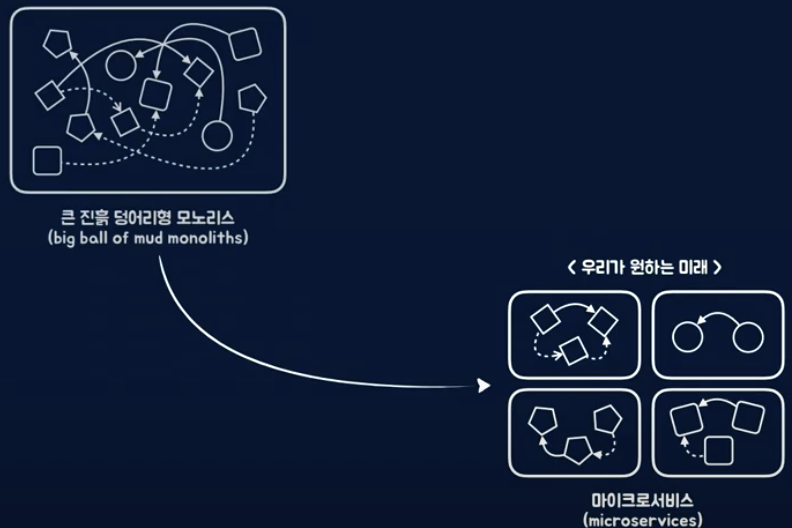 큰 진흙 덩어리형 모노리스
(big ball of mud monoliths)
< 우리가 원하는 미래 >
마이크로서비스
(microservices)